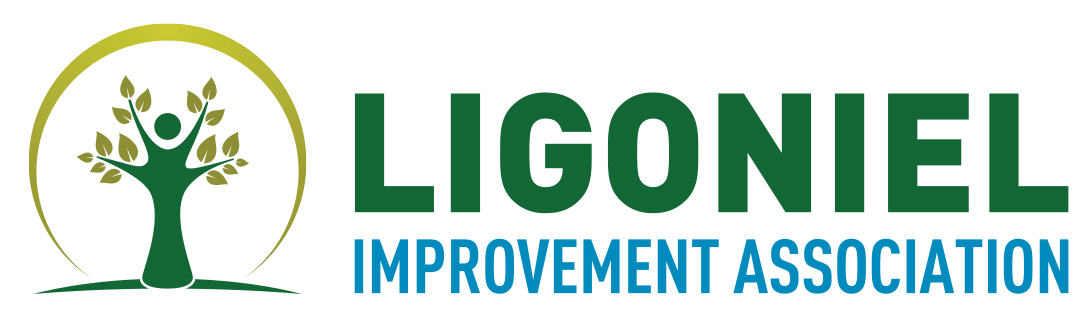 LIGONIEL
IMPROVEMENT ASSOCIATION